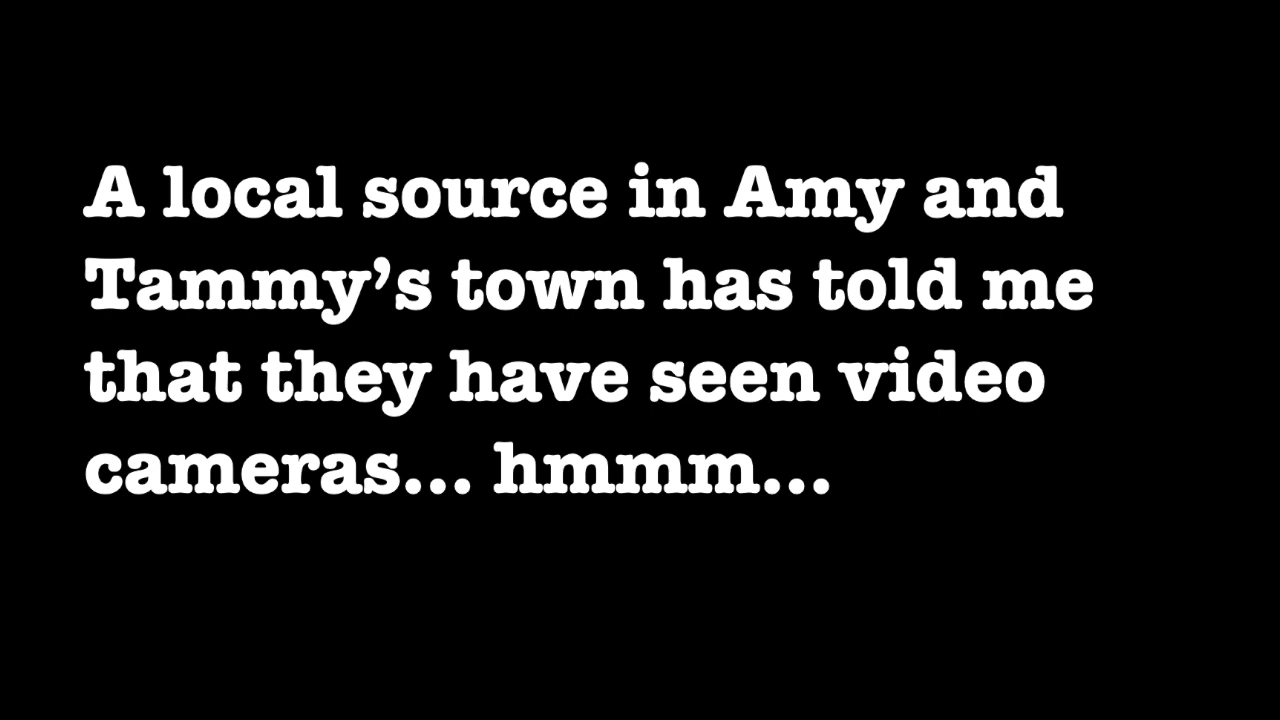 A local source in Amy and
Tammy’s town has told me
that they have seen video
cameras... hmmm...